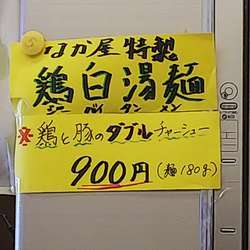 なか屋 特製
鶏白湯麺
ジー パイ タン メン
※鶏と豚のダブルチャーシュー
900円(麺180g)